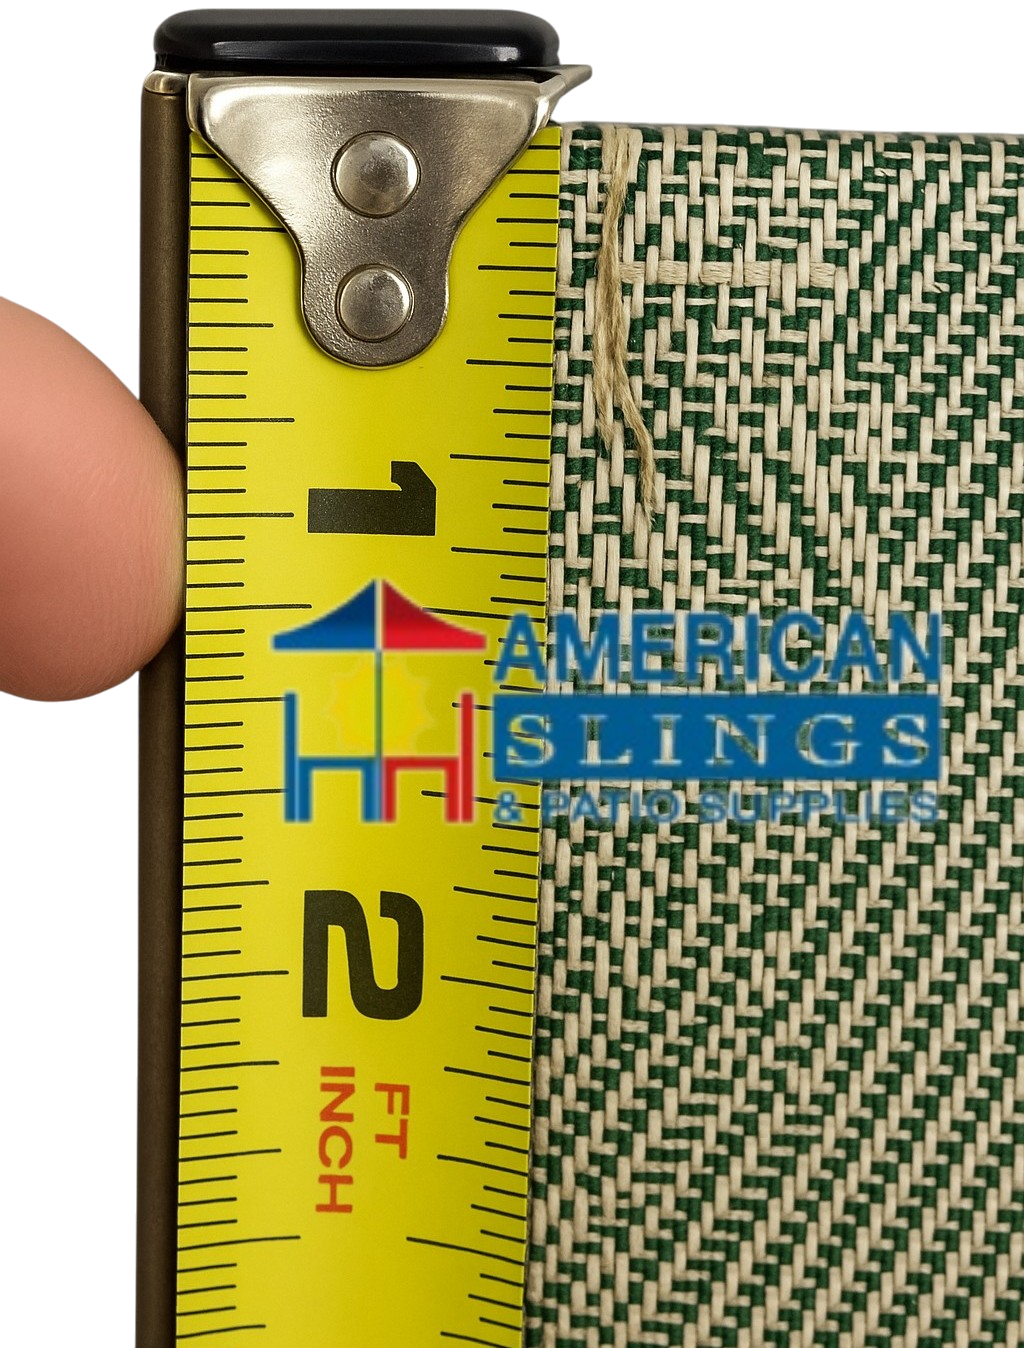 1
AMERICAN
SLINGS
& PATIO SUPPLIES
2
FT
INCH